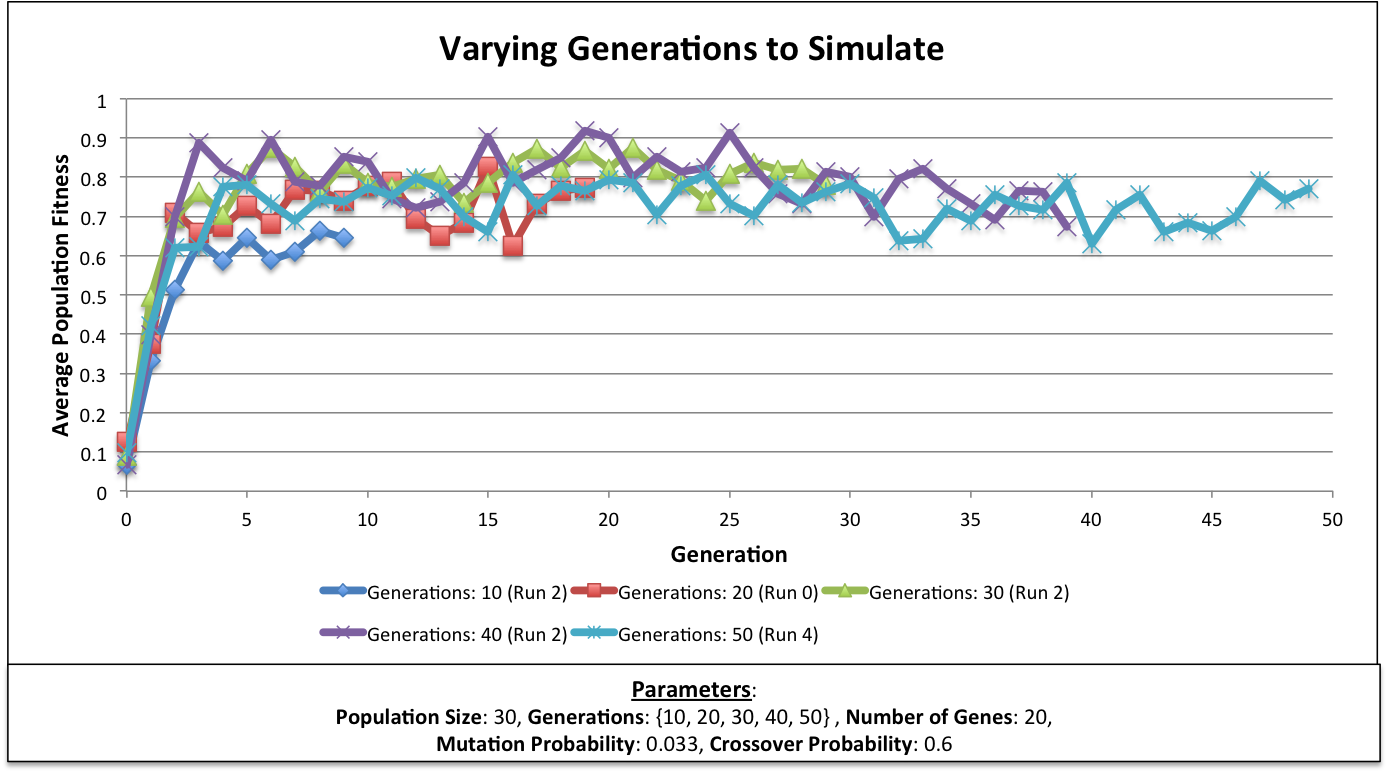 Varying Generations to Simulate
Average Population Fitness
1
0.9
0.8
0.7
0.6
0.5
0.4
0.3
0.2
0.1
0
0 5 10 15 20 25 30 35 40 45 50
Generation
Generations: 10 (Run 2) Generations: 20 (Run 0) Generations: 30 (Run 2)
Generations: 40 (Run 2) Generations: 50 (Run 4)
Parameters:
Population Size: 30, Generations: {10, 20, 30, 40, 50} , Number of Genes: 20,
Mutation Probability: 0.033, Crossover Probability: 0.6